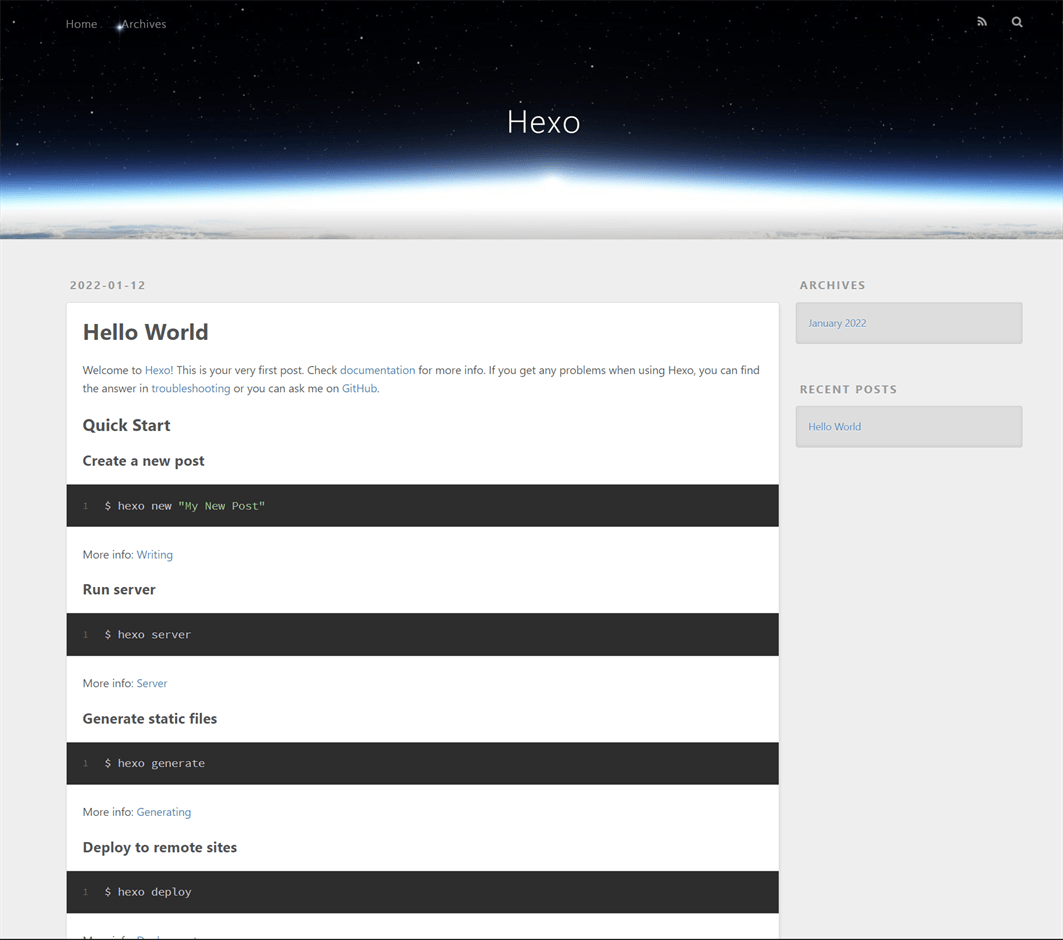 Home Archives
Hexo
2022-01-12
Hello World
Welcome to Hexo! This is your very first post. Check documentation for more info. If you get any problems when using Hexo, you can find
the answer in troubleshooting or you can ask me on GitHub.
Quick Start
Create a new post
1 $ hexo new "My New Post"
More info: Writing
Run server
1 $ hexo server
More info: Server
Generate static files
1 $ hexo generate
More info: Generating
Deploy to remote sites
1 $ hexo deploy
ARCHIVES
January 2022
RECENT POSTS
Hello World